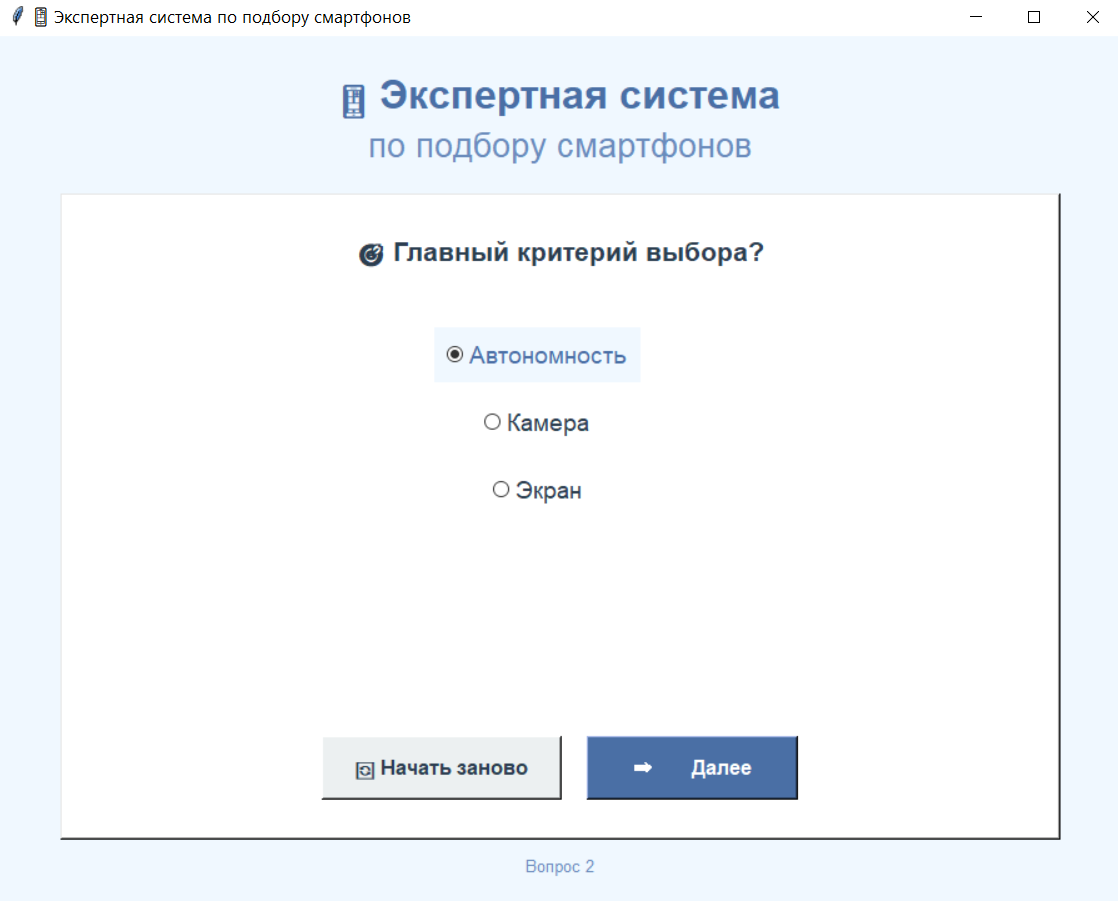 Экспертная система по подбору смартфонов
Экспертная система
по подбору смартфонов
Главный критерий выбора?
Автономность
Камера
Экран
Начать заново
Далее
Вопрос 2